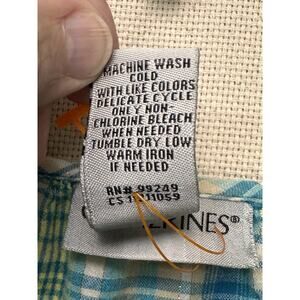 MACHINE WASH
COLD
WITH LIKE COLORS
DELICATE CYCLE
ONEY NON-
CHLORINE BLEACH
WHEN NEEDED
TUMBLE DRY LOW
WARM IRON
IF NEEDED
RN# 99249